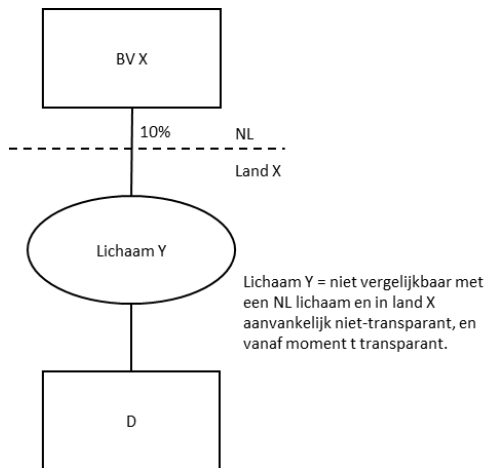 BV X
10%
NL
Land X
Lichaam Y
Lichaam Y = niet vergelijkbaar met
een NL lichaam en in land X
aanvankelijk niet-transparant, en
vanaf moment t transparant.
D